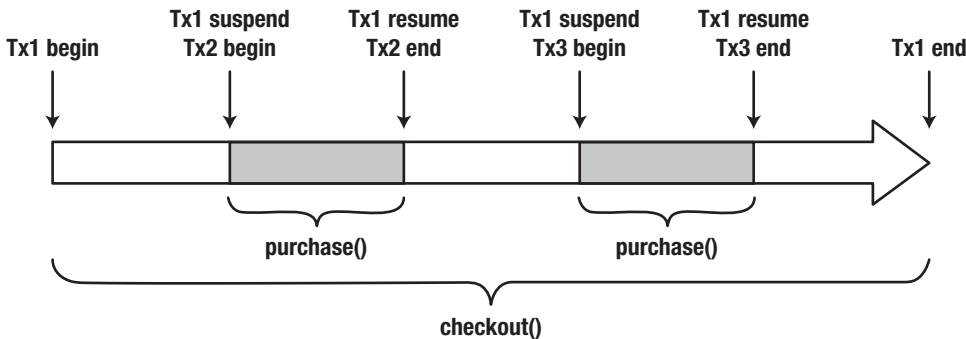 Tx1 begin
Tx1 suspend
Tx2 begin
Tx1 resume
Tx2 end
Tx1 suspend
Tx3 begin
Tx1 resume
Tx3 end
Tx1 end
purchase()
purchase()
checkout()